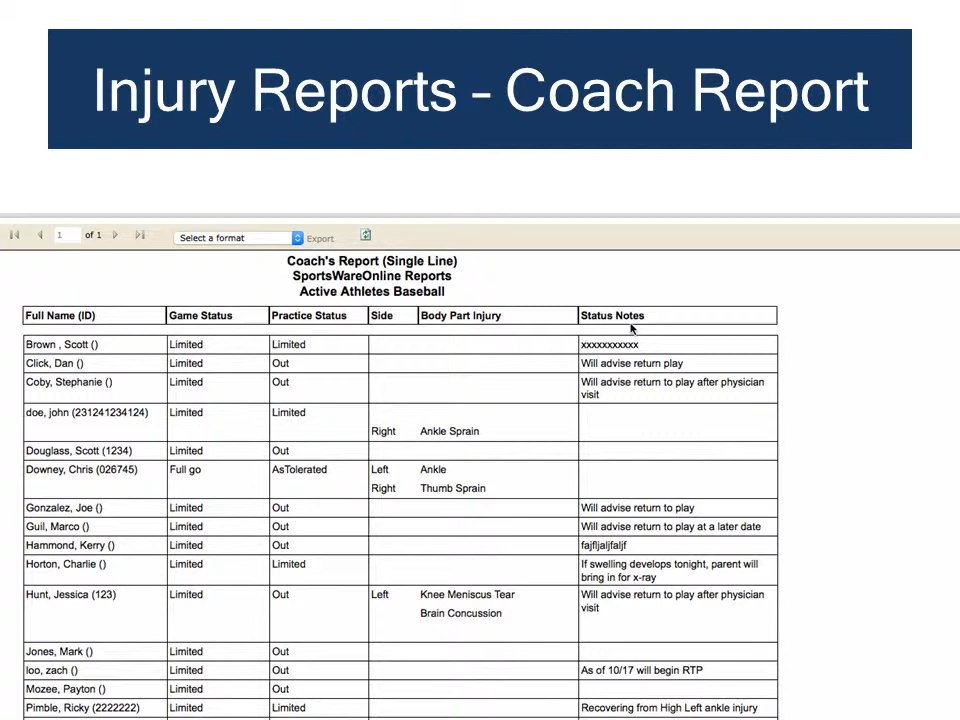 Injury Reports – Coach Report
1 of 1 Select a format Export
Coach's Report (Single Line)
SportsWareOnline Reports
Active Athletes Baseball
Full Name (ID) Game Status Practice Status Side Body Part Injury Status Notes
Brown , Scott () Limited Limited xxxxxxxxxxx
Click, Dan () Limited Out Will advise return play
Coby, Stephanie () Limited Out Will advise return to play after physician
visit
doe, john (231241234124) Limited Limited
Right Ankle Sprain
Douglass, Scott (1234) Limited Out
Downey, Chris (026745) Full go AsTolerated Left Ankle
Right Thumb Sprain
Gonzalez, Joe () Limited Out Will advise return to play
Guil, Marco () Limited Out Will advise return to play at a later date
Hammond, Kerry () Limited Out fajfljaljfaljf
Horton, Charlie () Limited Limited If swelling develops tonight, parent will
bring in for x-ray
Hunt, Jessica (123) Limited Out Left Knee Meniscus Tear Will advise return to play after physician
visit
Brain Concussion
Jones, Mark () Limited Out
loo, zach () Limited Out As of 10/17 will begin RTP
Mozee, Payton () Limited Out
Pimble, Ricky (2222222) Limited Limited Recovering from High Left ankle injury